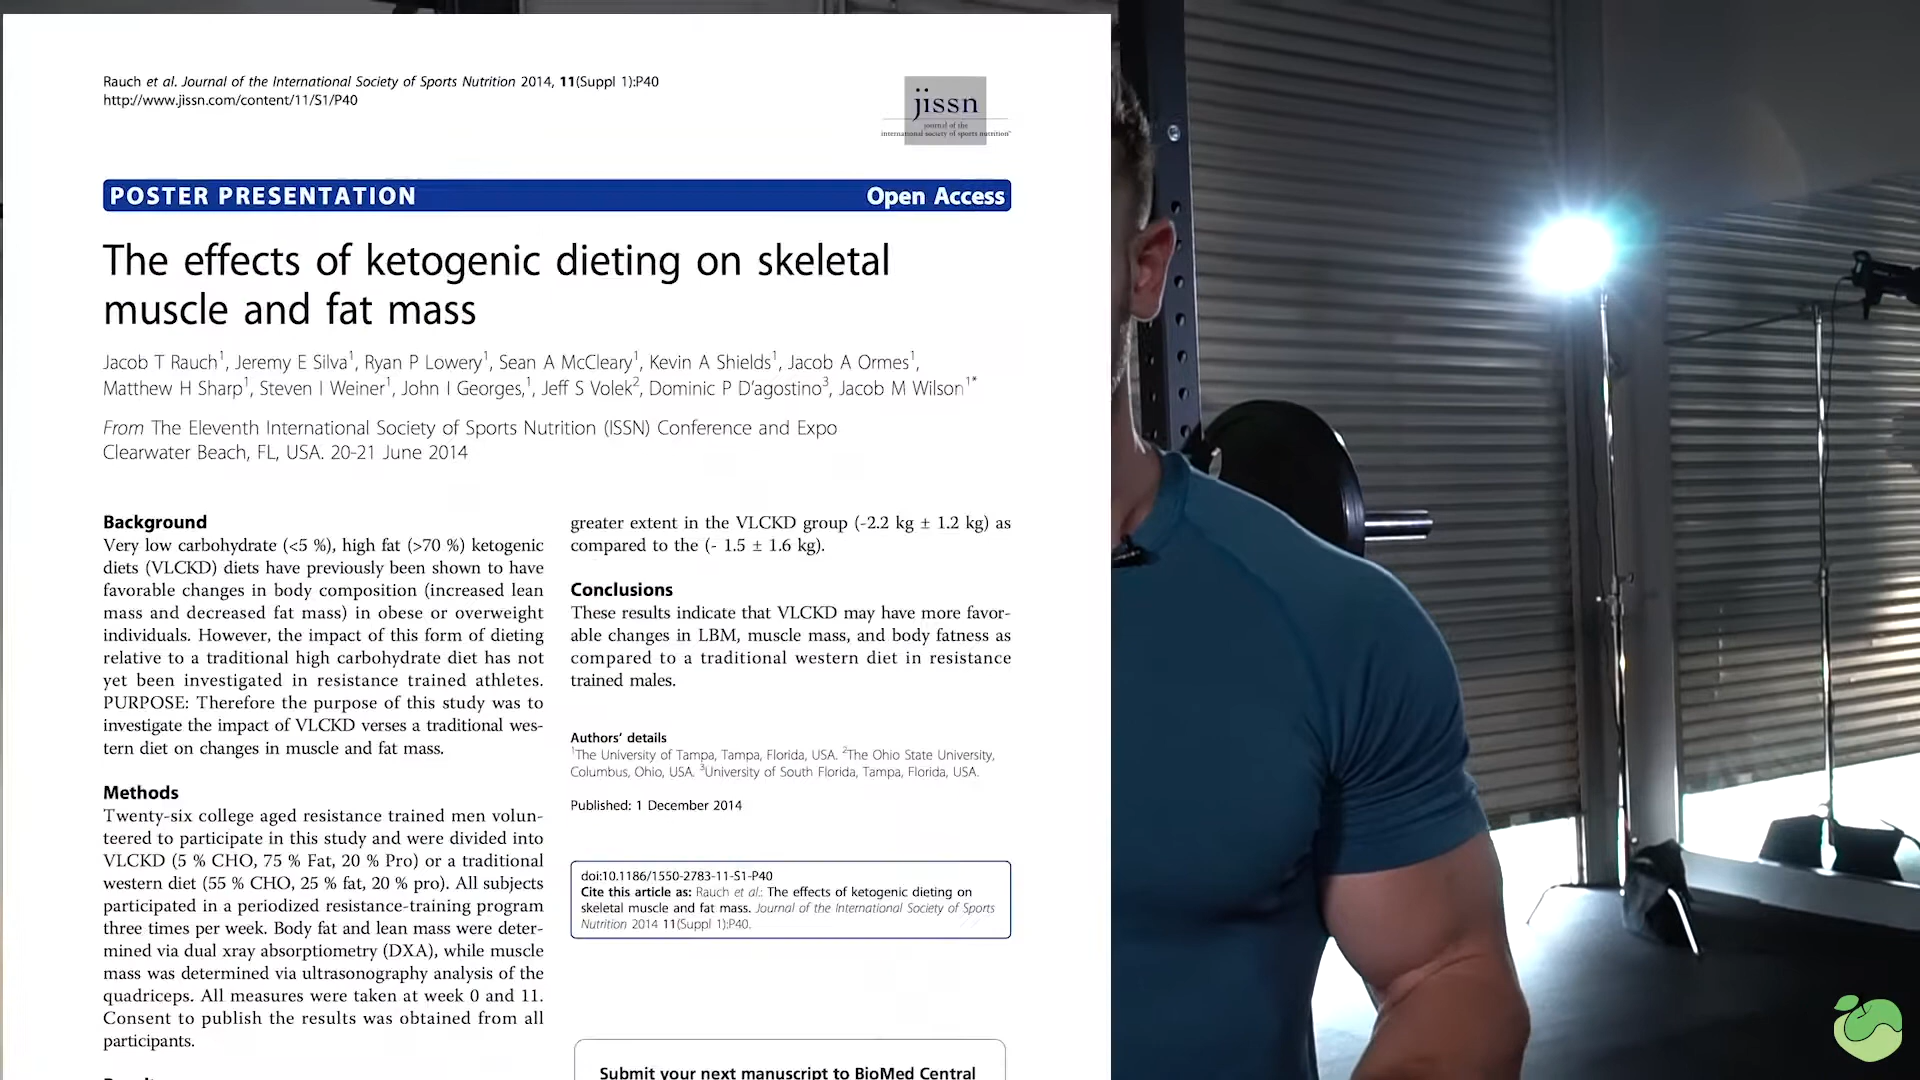 Rauch et al. Journal of the International Society of Sports Nutrition 2014, 11(Suppl 1):P40
http://www.jissn.com/content/11/S1/P40
jissn
journal of the
international society of sports nutrition
POSTER PRESENTATION
Open Access
The effects of ketogenic dieting on skeletal
muscle and fat mass
Jacob T Rauch1, Jeremy E Silva1, Ryan P Lowery1, Sean A McCleary1, Kevin A Shields1, Jacob A Ormes1,
Matthew H Sharp1, Steven I Weiner1, John I Georges,1, Jeff S Volek2, Dominic P D'agostino3, Jacob M Wilson1*
From The Eleventh International Society of Sports Nutrition (ISSN) Conference and Expo
Clearwater Beach, FL, USA. 20-21 June 2014
Background
Very low carbohydrate (<5 %), high fat (>70 %) ketogenic
diets (VLCKD) diets have previously been shown to have
favorable changes in body composition (increased lean
mass and decreased fat mass) in obese or overweight
individuals. However, the impact of this form of dieting
relative to a traditional high carbohydrate diet has not
yet been investigated in resistance trained athletes.
PURPOSE: Therefore the purpose of this study was to
investigate the impact of VLCKD verses a traditional wes-
tern diet on changes in muscle and fat mass.
Methods
Twenty-six college aged resistance trained men volun-
teered to participate in this study and were divided into
VLCKD (5 % CHO, 75 % Fat, 20 % Pro) or a traditional
western diet (55 % CHO, 25 % fat, 20 % pro). All subjects
participated in a periodized resistance-training program
three times per week. Body fat and lean mass were deter-
mined via dual xray absorptiometry (DXA), while muscle
mass was determined via ultrasonography analysis of the
quadriceps. All measures were taken at week 0 and 11.
Consent to publish the results was obtained from all
participants.
greater extent in the VLCKD group (-2.2 kg ± 1.2 kg) as
compared to the (- 1.5 ± 1.6 kg).
Conclusions
These results indicate that VLCKD may have more favor-
able changes in LBM, muscle mass, and body fatness as
compared to a traditional western diet in resistance
trained males.
Authors' details
1The University of Tampa, Tampa, Florida, USA. 2The Ohio State University,
Columbus, Ohio, USA. 3University of South Florida, Tampa, Florida, USA.
Published: 1 December 2014
doi:10.1186/1550-2783-11-S1-P40
Cite this article as: Rauch et al.: The effects of ketogenic dieting on
skeletal muscle and fat mass. Journal of the International Society of Sports
Nutrition 2014 11(Suppl 1):P40.
Submit your next manuscript to BioMed Central